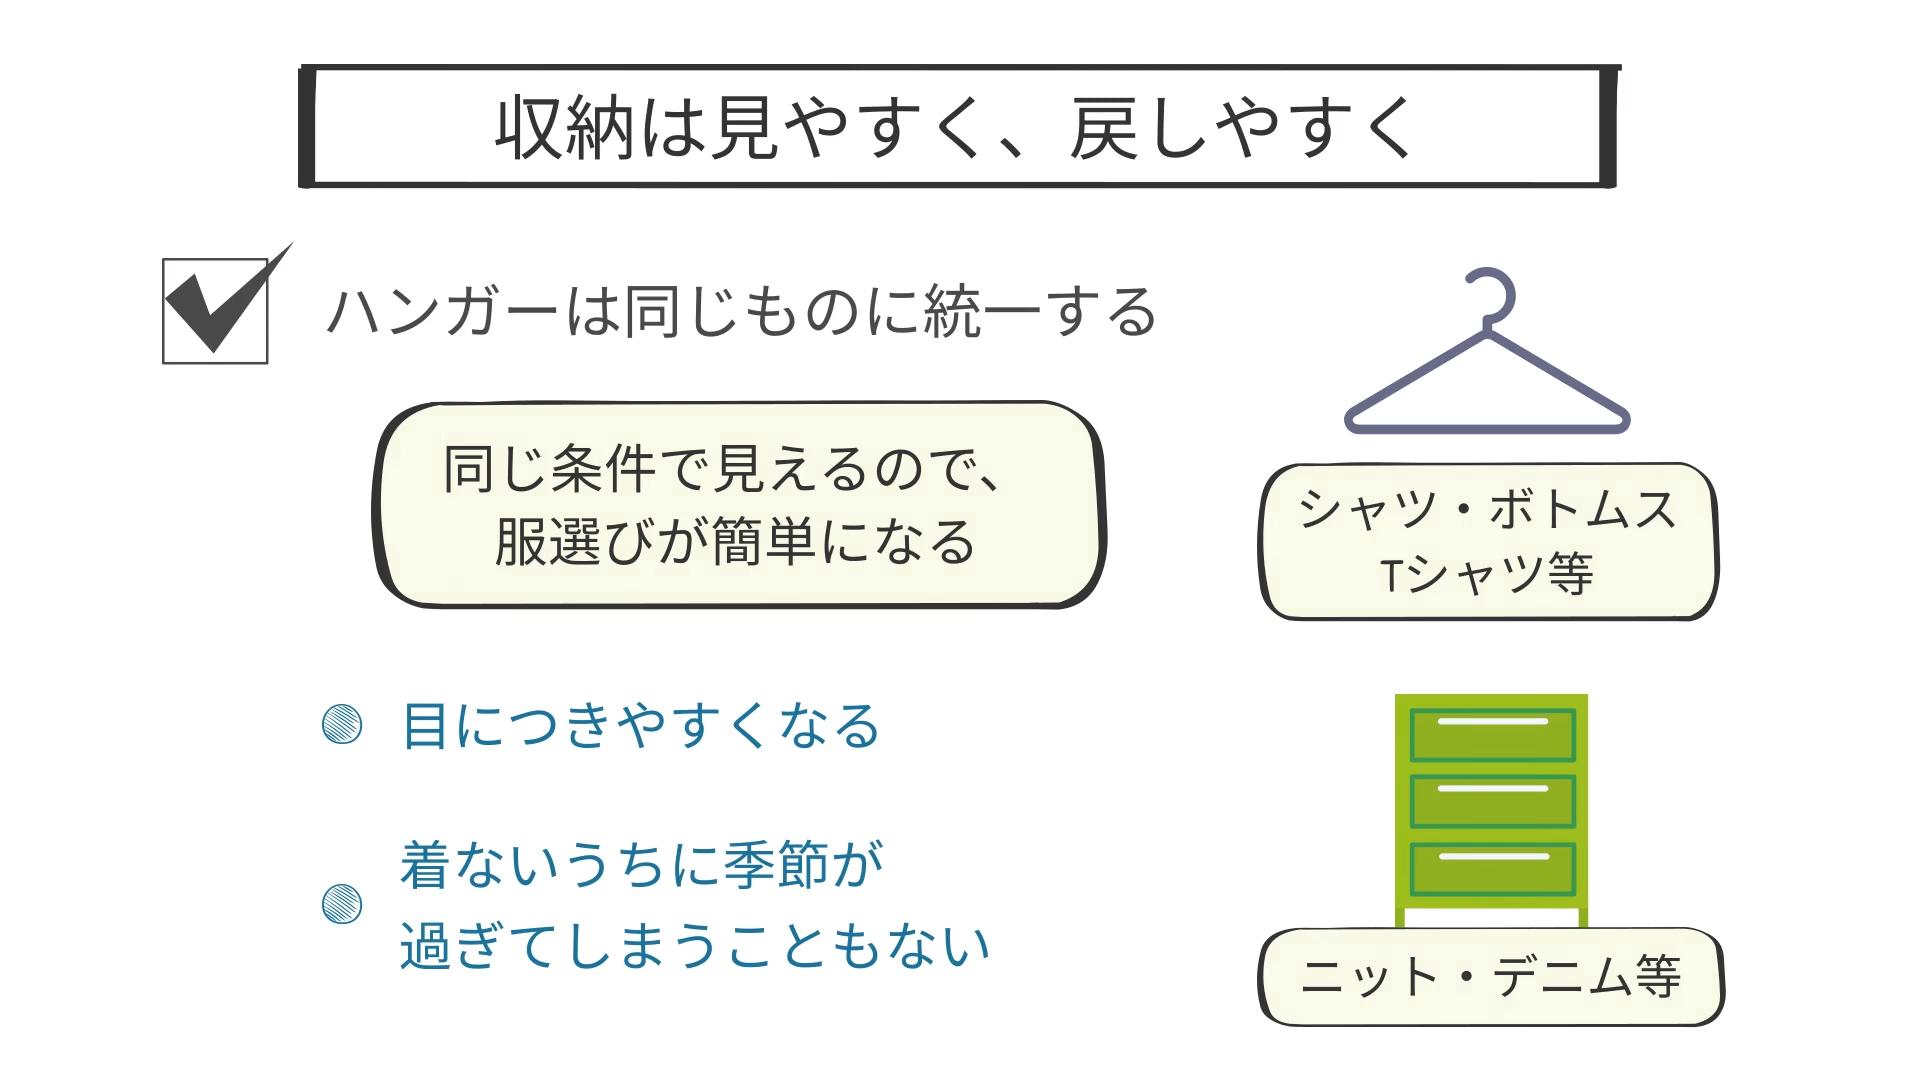 収納は見やすく、戻しやすく
ハンガーは同じものに統一する
同じ条件で見えるので、
服選びが簡単になる
シャツ・ボトムス
Tシャツ等
目につきやすくなる
着ないうちに季節が
過ぎてしまうこともない
ニット・デニム等